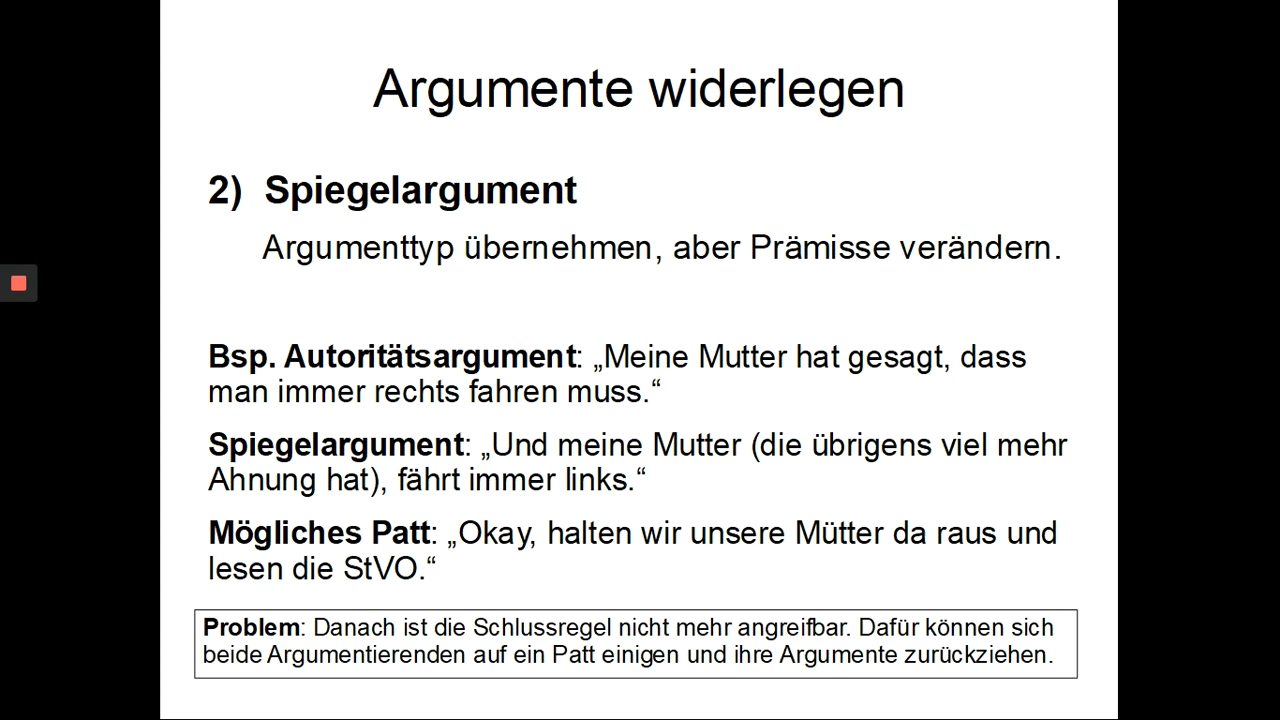 Argumente widerlegen
2) Spiegelargument
Argumenttyp übernehmen, aber Prämisse verändern.
Bsp. Autoritätsargument: „Meine Mutter hat gesagt, dass
man immer rechts fahren muss.“
Spiegelargument: „Und meine Mutter (die übrigens viel mehr
Ahnung hat), fährt immer links.“
Mögliches Patt: „Okay, halten wir unsere Mütter da raus und
lesen die StVO.“
Problem: Danach ist die Schlussregel nicht mehr angreifbar. Dafür können sich
beide Argumentierenden auf ein Patt einigen und ihre Argumente zurückziehen.